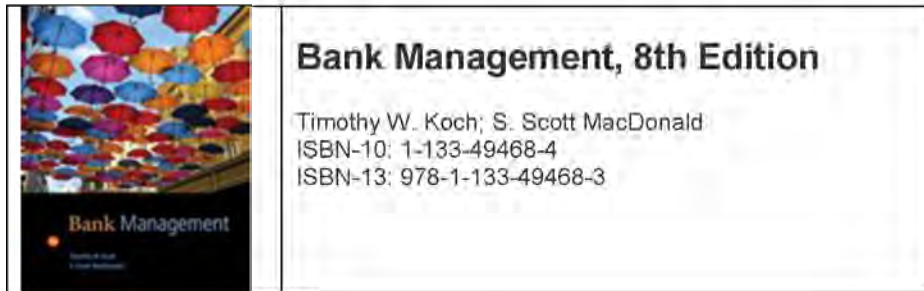 Bank Management, 8th Edition
Timothy W. Koch; S. Scott MacDonald
ISBN-10: 1-133-49468-4
ISBN-13: 978-1-133-49468-3
Bank Management